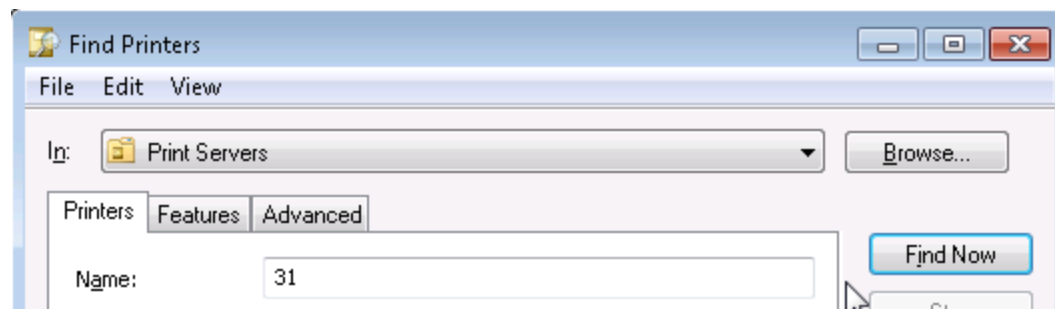 Find Printers
File Edit View
In: Print Servers Browse...
Printers Features Advanced
Find Now
Name: 31